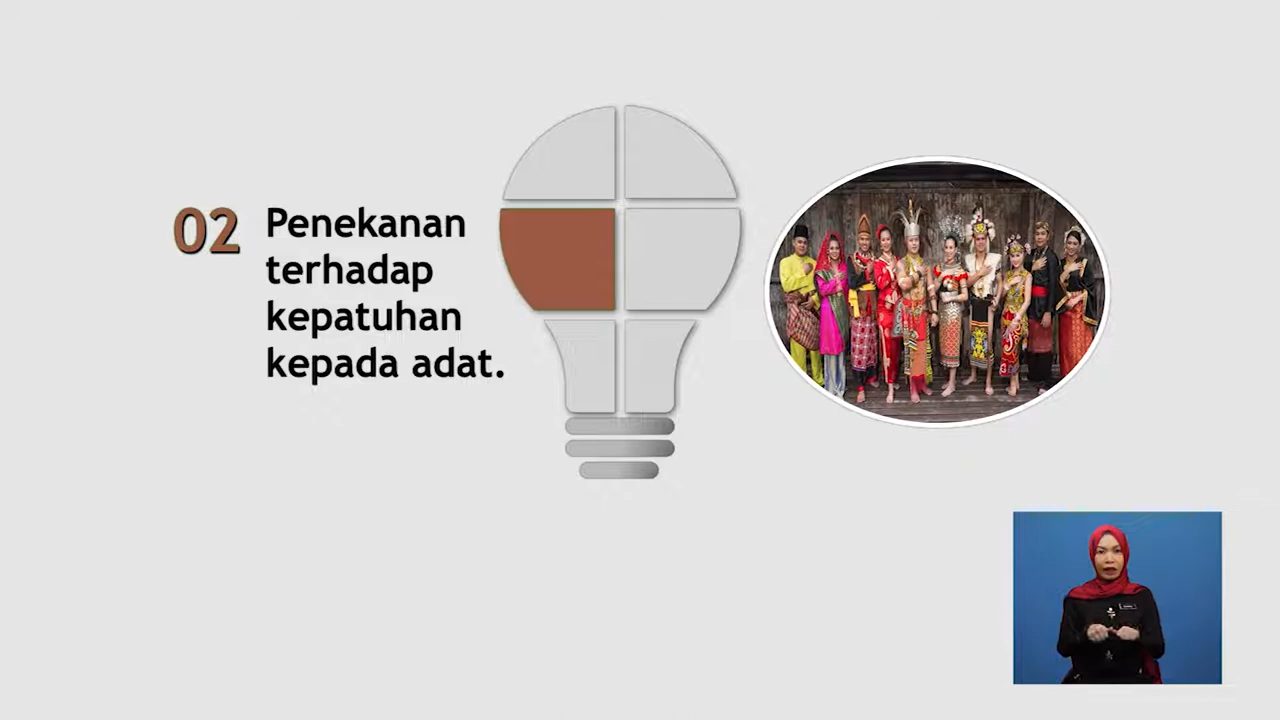 02
Penekanan
terhadap
kepatuhan
kepada adat.